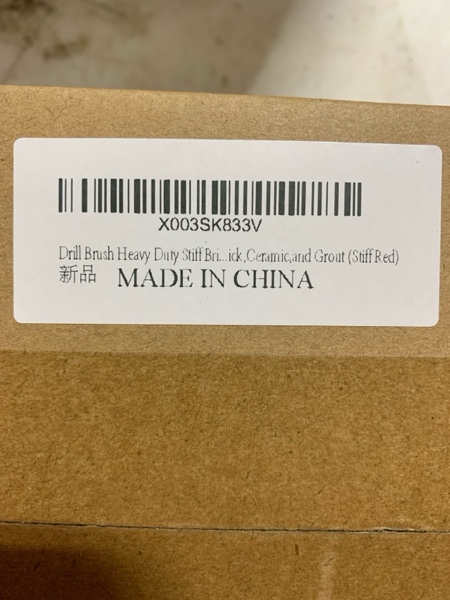 X003SK833V
Drill Brush Heavy Duty Stiff Bri...ick,Ceramic,and Grout (Stiff Red)
新品 MADE IN CHINA